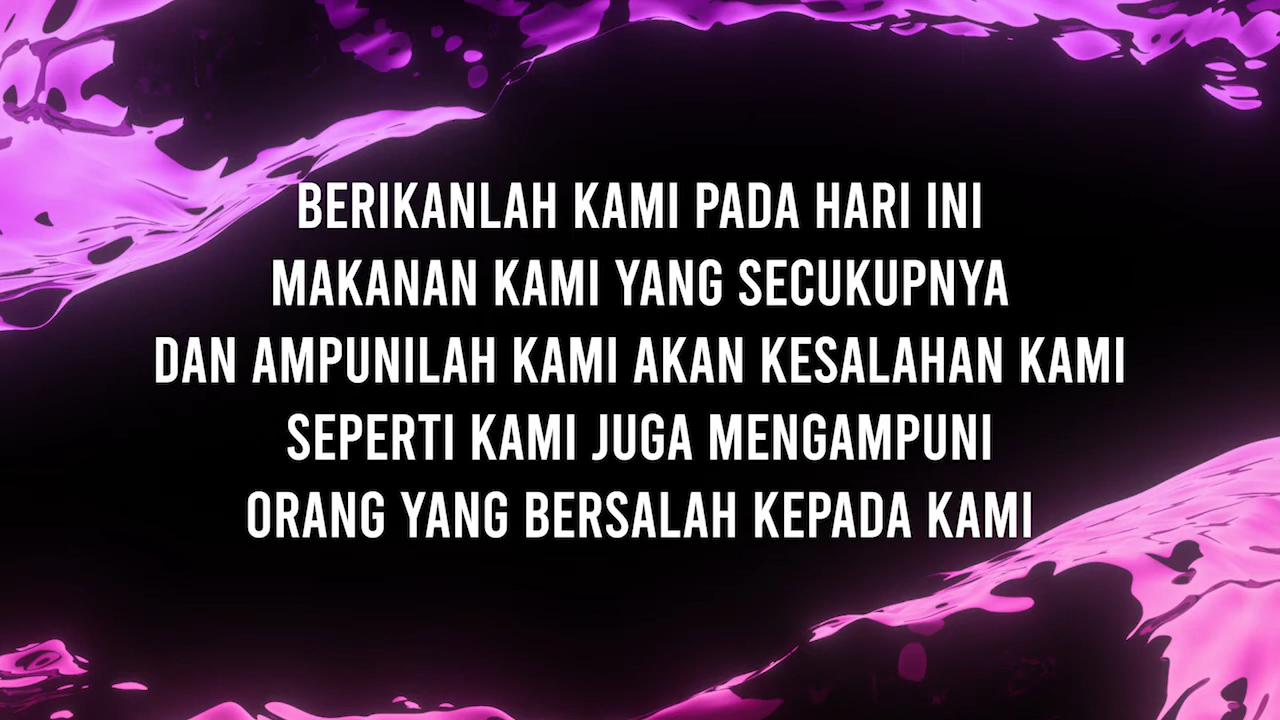 BERIKANLAH KAMI PADA HARI INI
MAKANAN KAMI YANG SECUKUPNYA
DAN AMPUNILAH KAMI AKAN KESALAHAN KAMI
SEPERTI KAMI JUGA MENGAMPUNI
ORANG YANG BERSALAH KEPADA KAMI